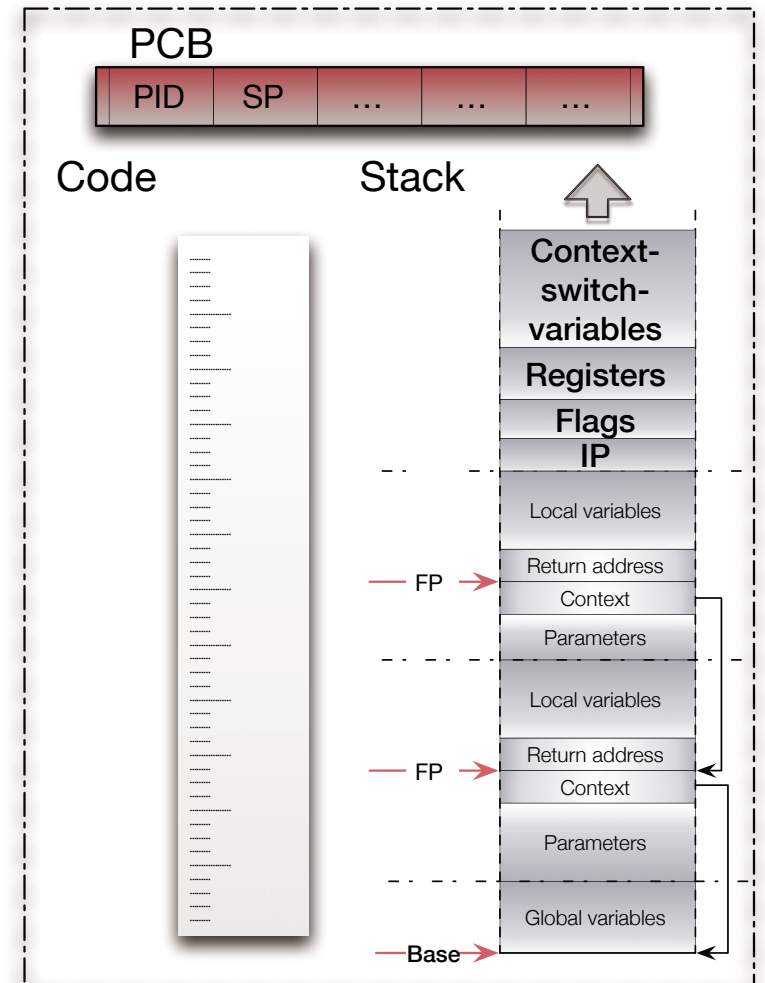 PCB
PID SP ... ... ...
Code
Stack
Context-
switch-
variables
Registers
Flags
IP
Local variables
Return address
FP
Context
Parameters
Local variables
Return address
FP
Context
Parameters
Global variables
Base